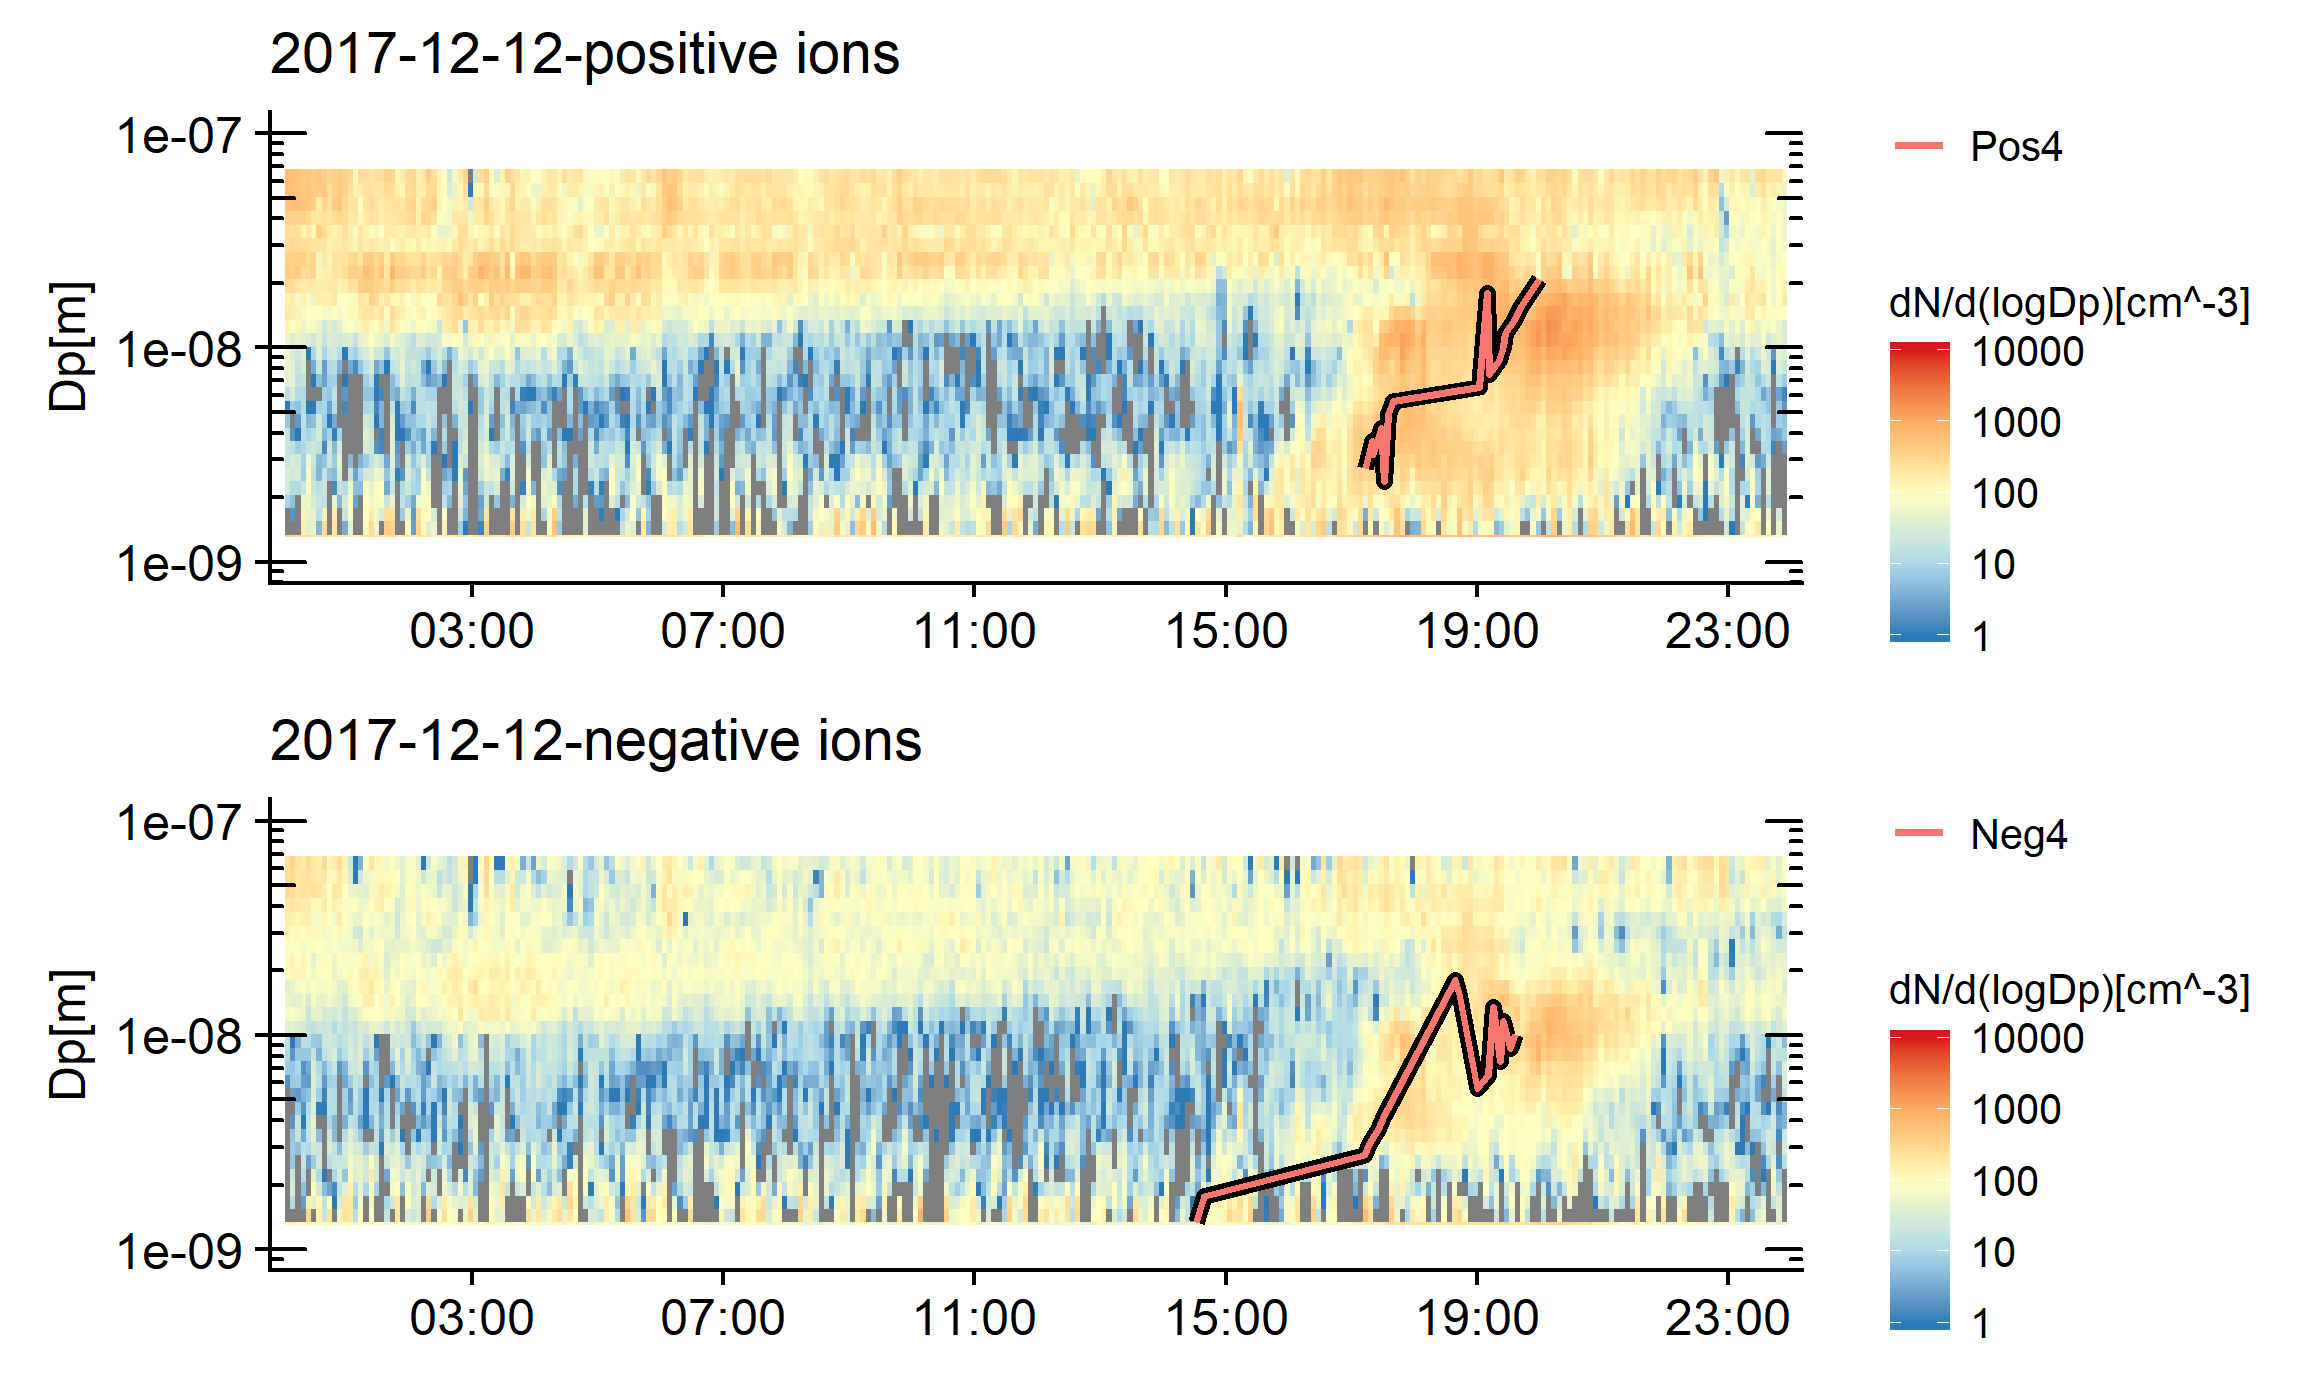 2017-12-12-positive ions
1e-07
1e-08
1e-09
Dp[m]
03:00 07:00 11:00 15:00 19:00 23:00
Pos4
dN/d(logDp)[cm^-3]
10000
1000
100
10
1
2017-12-12-negative ions
1e-07
1e-08
1e-09
Dp[m]
03:00 07:00 11:00 15:00 19:00 23:00
Neg4
dN/d(logDp)[cm^-3]
10000
1000
100
10
1